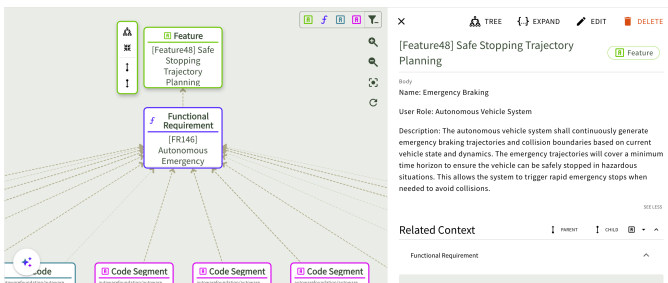 R Feature
[Feature48] Safe
Stopping
Trajectory
Planning
f Functional
Requirement
[FR146]
Autonomous
Emergency
ode
R Code Segment
R Code Segment
R Code Segment
R f R R
TREE
{..} EXPAND
EDIT
DELETE
[Feature48] Safe Stopping Trajectory
Planning
R Feature
Body
Name: Emergency Braking
User Role: Autonomous Vehicle System
Description: The autonomous vehicle system shall continuously generate
emergency braking trajectories and collision boundaries based on current
vehicle state and dynamics. The emergency trajectories will cover a minimum
time horizon to ensure the vehicle can be safely stopped in hazardous
situations. This allows the system to trigger rapid emergency stops when
needed to avoid collisions.
SEE LESS
Related Context
PARENT
CHILD
R
Functional Requirement